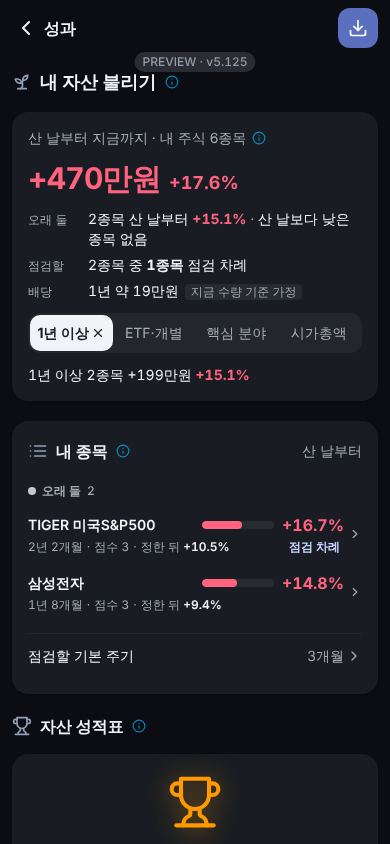 성과
PREVIEW · v5.125
내 자산 불리기
산 날부터 지금까지 · 내 주식 6종목
+470만원 +17.6%
오래 둘 2종목 산 날부터 +15.1% · 산 날보다 낮은
종목 없음
점검할 2종목 중 1종목 점검 차례
배당 1년 약 19만원 지금 수량 기준 가정
1년 이상 × ETF·개별 핵심 분야 시가총액
1년 이상 2종목 +199만원 +15.1%
내 종목 산 날부터
오래 둘 2
TIGER 미국S&P500 +16.7%
2년 2개월 · 점수 3 · 정한 뒤 +10.5% 점검 차례
삼성전자 +14.8%
1년 8개월 · 점수 3 · 정한 뒤 +9.4%
점검할 기본 주기 3개월
자산 성적표